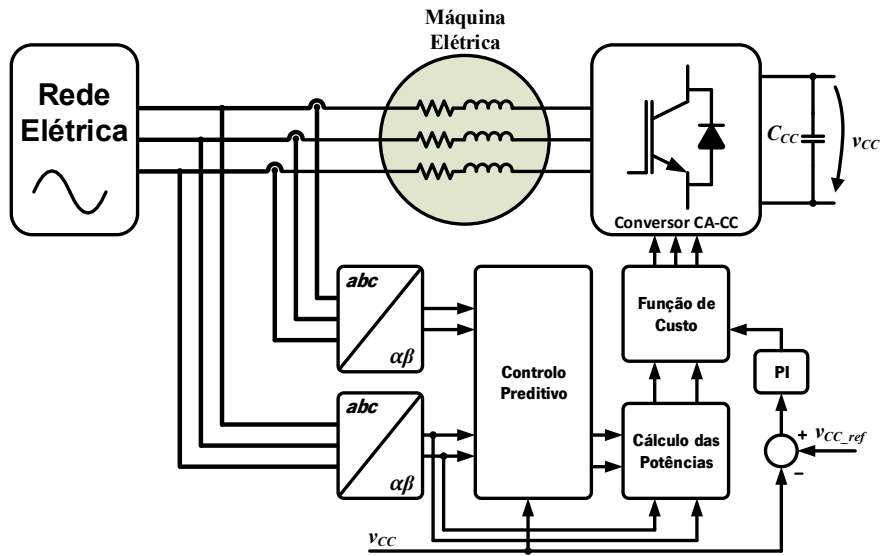 Máquina
Elétrica
Rede
Elétrica
C_CC
v_CC
Conversor CA-CC
abc
αβ
Controlo
Preditivo
Função de
Custo
PI
abc
αβ
Cálculo das
Potências
+
v_CC_ref
-
v_CC